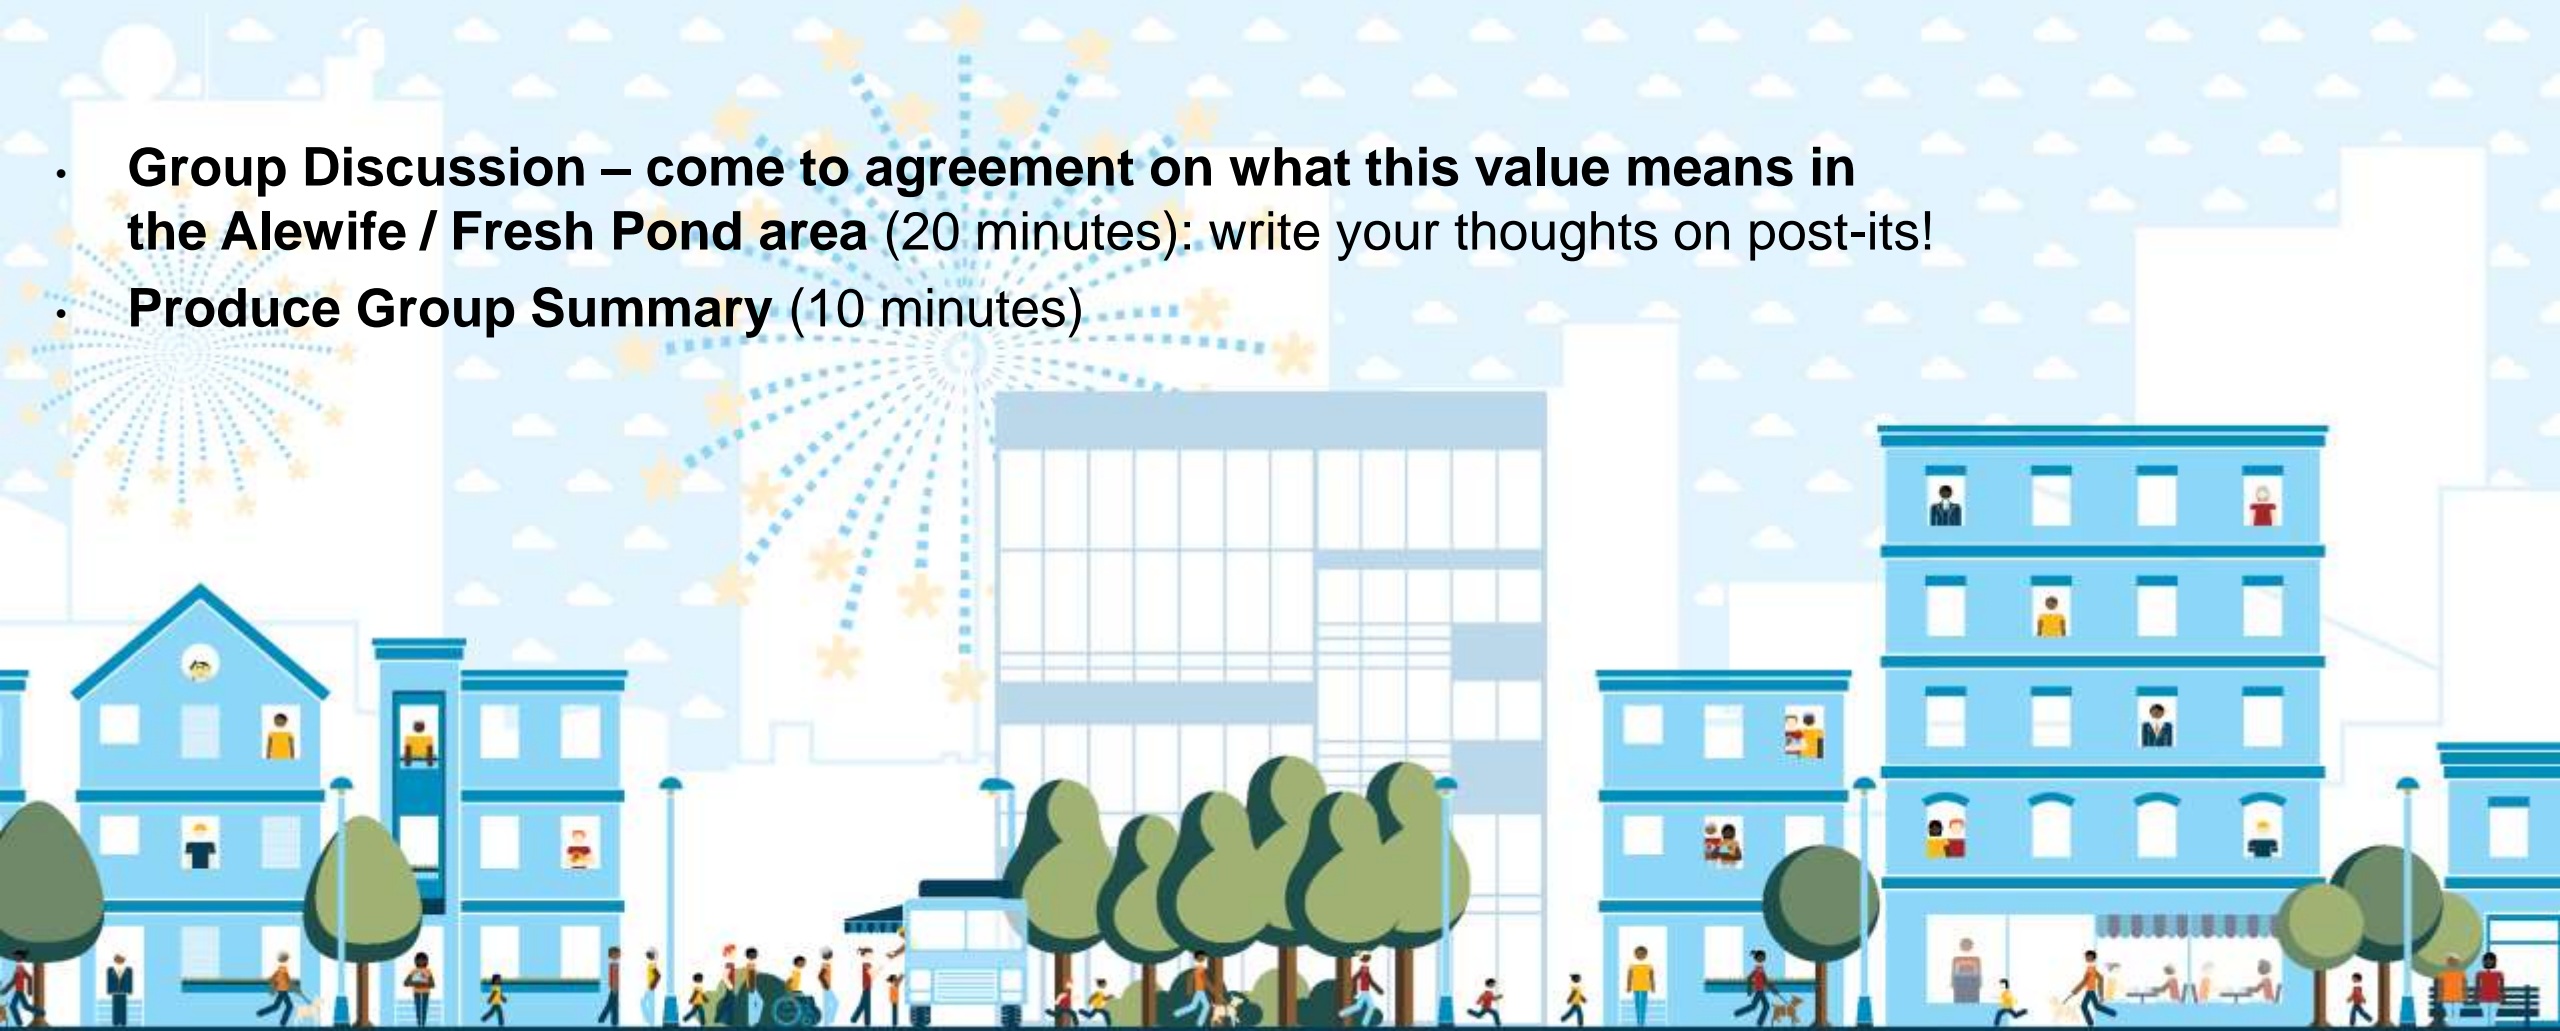 • Group Discussion – come to agreement on what this value means in
the Alewife / Fresh Pond area (20 minutes): write your thoughts on post-its!
• Produce Group Summary (10 minutes)